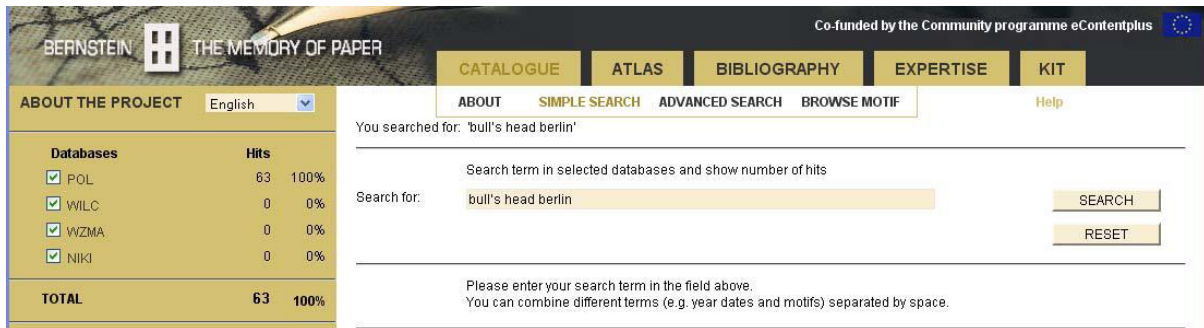 Co-funded by the Community programme eContentplus
BERNSTEIN THE MEMORY OF PAPER
CATALOGUE ATLAS BIBLIOGRAPHY EXPERTISE KIT
ABOUT THE PROJECT English
ABOUT SIMPLE SEARCH ADVANCED SEARCH BROWSE MOTIF Help
You searched for: 'bull's head berlin'
Databases Hits
POL 63 100%
WILC 0 0%
WZMA 0 0%
NIKI 0 0%
TOTAL 63 100%
Search term in selected databases and show number of hits
Search for: bull's head berlin SEARCH
RESET
Please enter your search term in the field above.
You can combine different terms (e.g. year dates and motifs) separated by space.